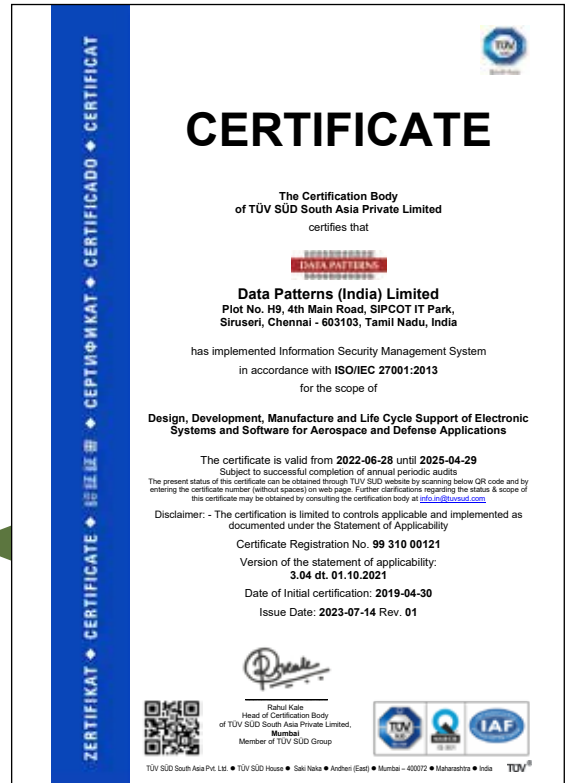 ZERTIFIKAT ◆ CERTIFICATE ◆ 認証証書 ◆ СЕРТИФИКАТ ◆ CERTIFICADO ◆ CERTIFICAT
TÜV
CERTIFICATE
The Certification Body
of TÜV SÜD South Asia Private Limited
certifies that
DATA PATTERNS
Data Patterns (India) Limited
Plot No. H9, 4th Main Road, SIPCOT IT Park,
Siruseri, Chennai - 603103, Tamil Nadu, India
has implemented Information Security Management System
in accordance with ISO/IEC 27001:2013
for the scope of
Design, Development, Manufacture and Life Cycle Support of Electronic
Systems and Software for Aerospace and Defense Applications
The certificate is valid from 2022-06-28 until 2025-04-29
Subject to successful completion of annual periodic audits
The present status of this certificate can be obtained through TUV SUD website by scanning below QR code and by
entering the certificate number (without spaces) on web page. Further clarifications regarding the status & scope of
this certificate may be obtained by consulting the certification body at info.in@tuvsud.com
Disclaimer: - The certification is limited to controls applicable and implemented as
documented under the Statement of Applicability
Certificate Registration No. 99 310 00121
Version of the statement of applicability:
3.04 dt. 01.10.2021
Date of Initial certification: 2019-04-30
Issue Date: 2023-07-14 Rev. 01
Rahul Kale
Head of Certification Body
of TÜV SÜD South Asia Private Limited,
Mumbai
Member of TÜV SÜD Group
TÜV
IAF
TÜV SÜD South Asia Pvt. Ltd. ● TÜV SÜD House ● Saki Naka ● Andheri (East) ● Mumbai – 400072 ● Maharashtra ● India TÜV®